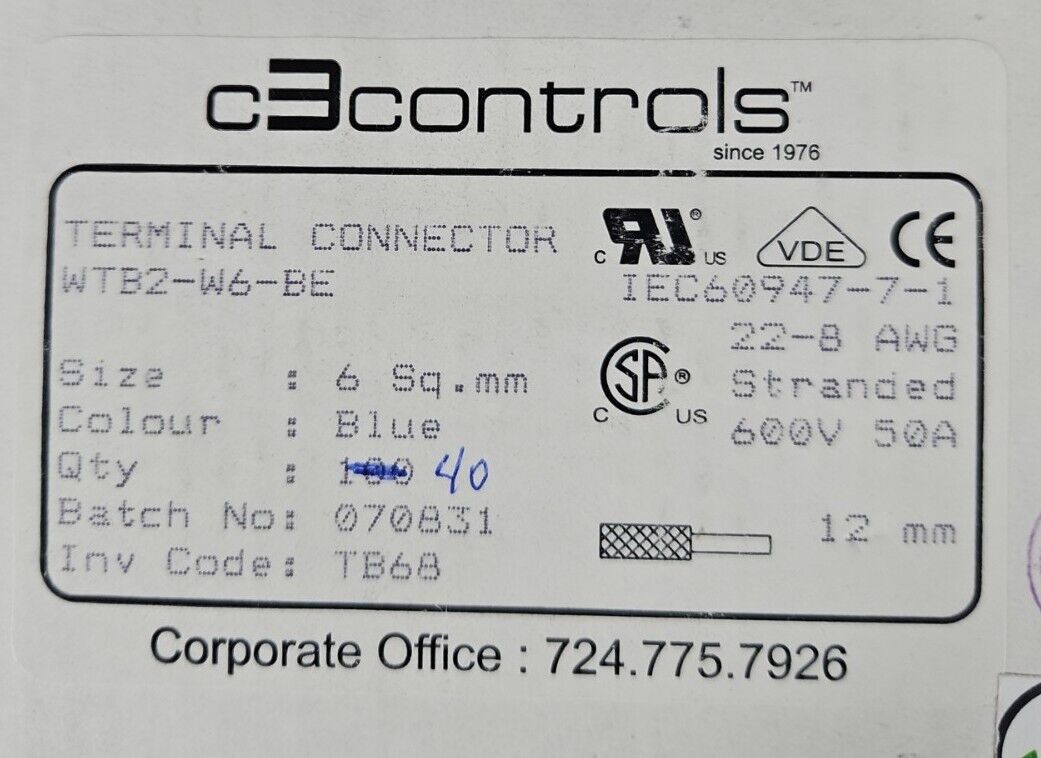 c3controls™
since 1976
TERMINAL CONNECTOR
WTB2-W6-BE
Size : 6 Sq.mm
Colour : Blue
Qty : 100 40
Batch No: 070831
Inv Code: TB68
C RU® US
VDE
CE
IEC60947-7-1
22-8 AWG
C SA® US
Stranded
600V 50A
12 mm
Corporate Office : 724.775.7926